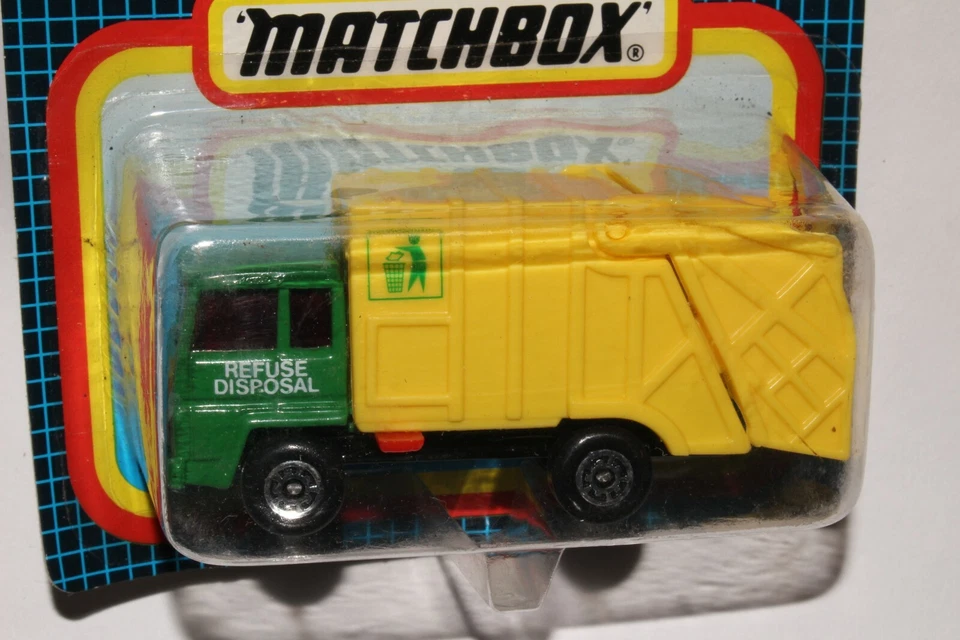 'MATCHBOX'®
REFUSE
DISPOSAL